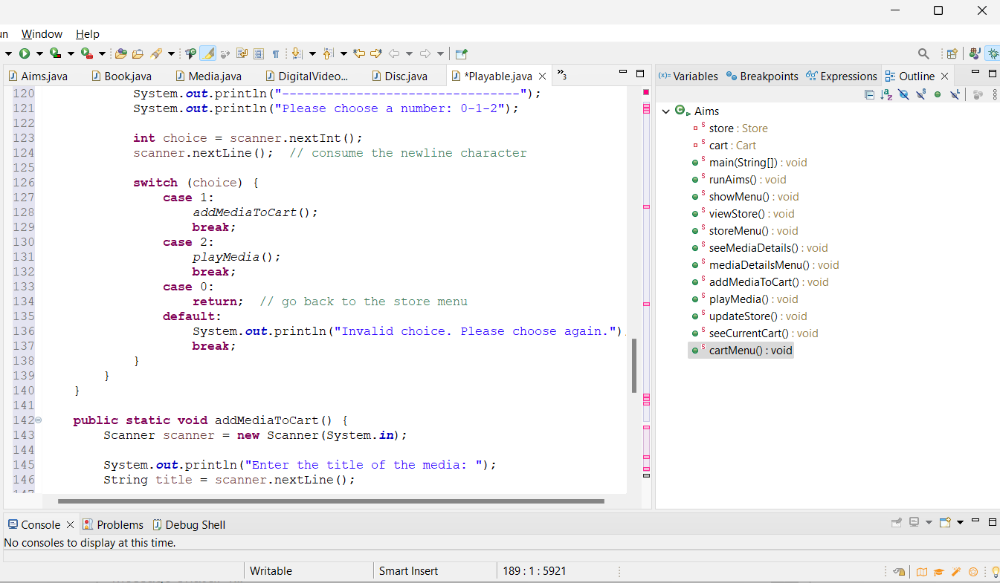 un Window Help
Aims.java Book.java Media.java DigitalVideo... Disc.java *Playable.java »3
(x)= Variables Breakpoints Expressions Outline
120 System.out.println("--------------------------------");
121 System.out.println("Please choose a number: 0-1-2");
122
123 int choice = scanner.nextInt();
124 scanner.nextLine(); // consume the newline character
125
126 switch (choice) {
127 case 1:
128 addMediaToCart();
129 break;
130 case 2:
131 playMedia();
132 break;
133 case 0:
134 return; // go back to the store menu
135 default:
136 System.out.println("Invalid choice. Please choose again.")
137 break;
138 }
139 }
140 }
141
142 public static void addMediaToCart() {
143 Scanner scanner = new Scanner(System.in);
144
145 System.out.println("Enter the title of the media: ");
146 String title = scanner.nextLine();
147
Aims
store : Store
cart : Cart
main(String[]) : void
runAims() : void
showMenu() : void
viewStore() : void
storeMenu() : void
seeMediaDetails() : void
mediaDetailsMenu() : void
addMediaToCart() : void
playMedia() : void
updateStore() : void
seeCurrentCart() : void
cartMenu() : void
Console Problems Debug Shell
No consoles to display at this time.
Writable Smart Insert 189 : 1 : 5921